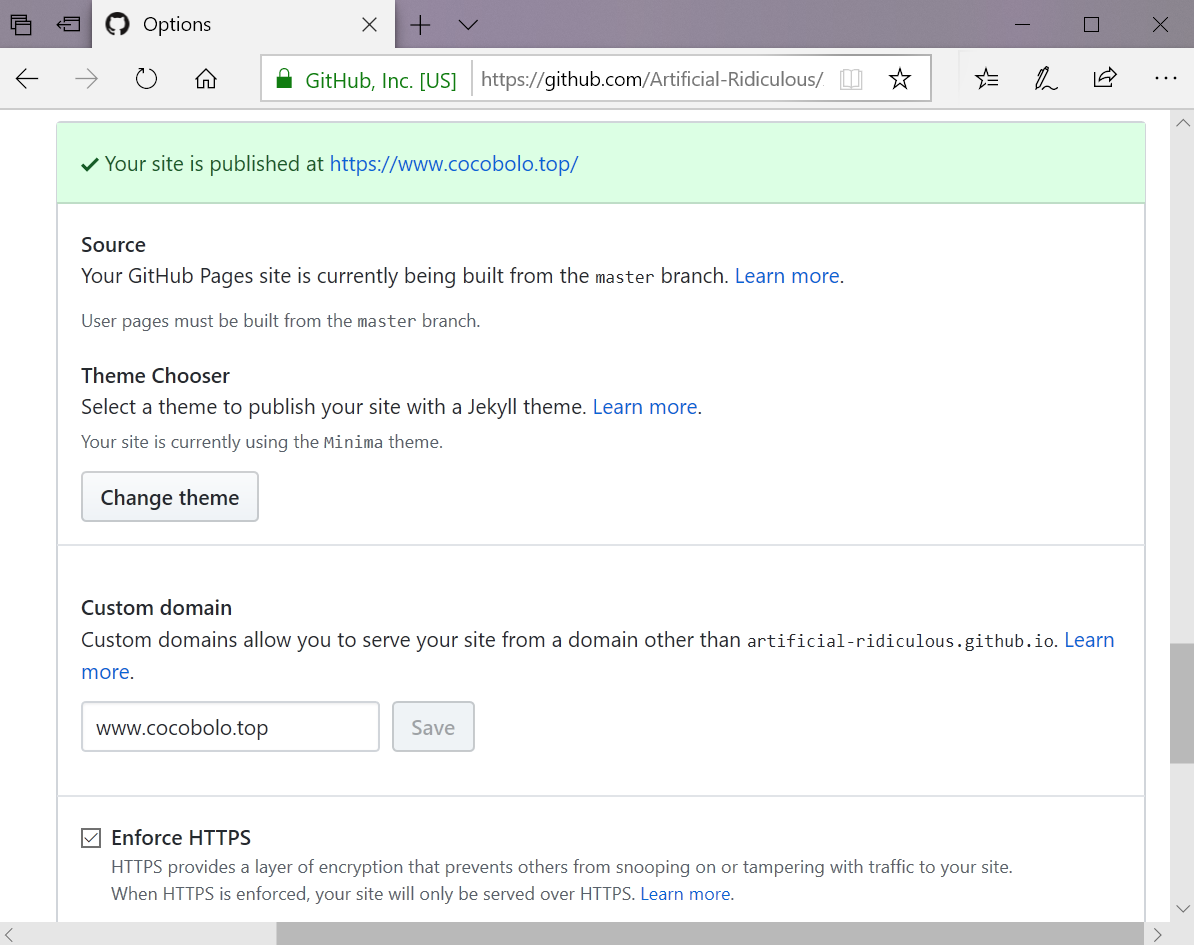 Options
GitHub, Inc. [US] https://github.com/Artificial-Ridiculous/
Your site is published at https://www.cocobolo.top/
Source
Your GitHub Pages site is currently being built from the master branch. Learn more.
User pages must be built from the master branch.
Theme Chooser
Select a theme to publish your site with a Jekyll theme. Learn more.
Your site is currently using the Minima theme.
Change theme
Custom domain
Custom domains allow you to serve your site from a domain other than artificial-ridiculous.github.io. Learn
more.
www.cocobolo.top Save
Enforce HTTPS
HTTPS provides a layer of encryption that prevents others from snooping on or tampering with traffic to your site.
When HTTPS is enforced, your site will only be served over HTTPS. Learn more.